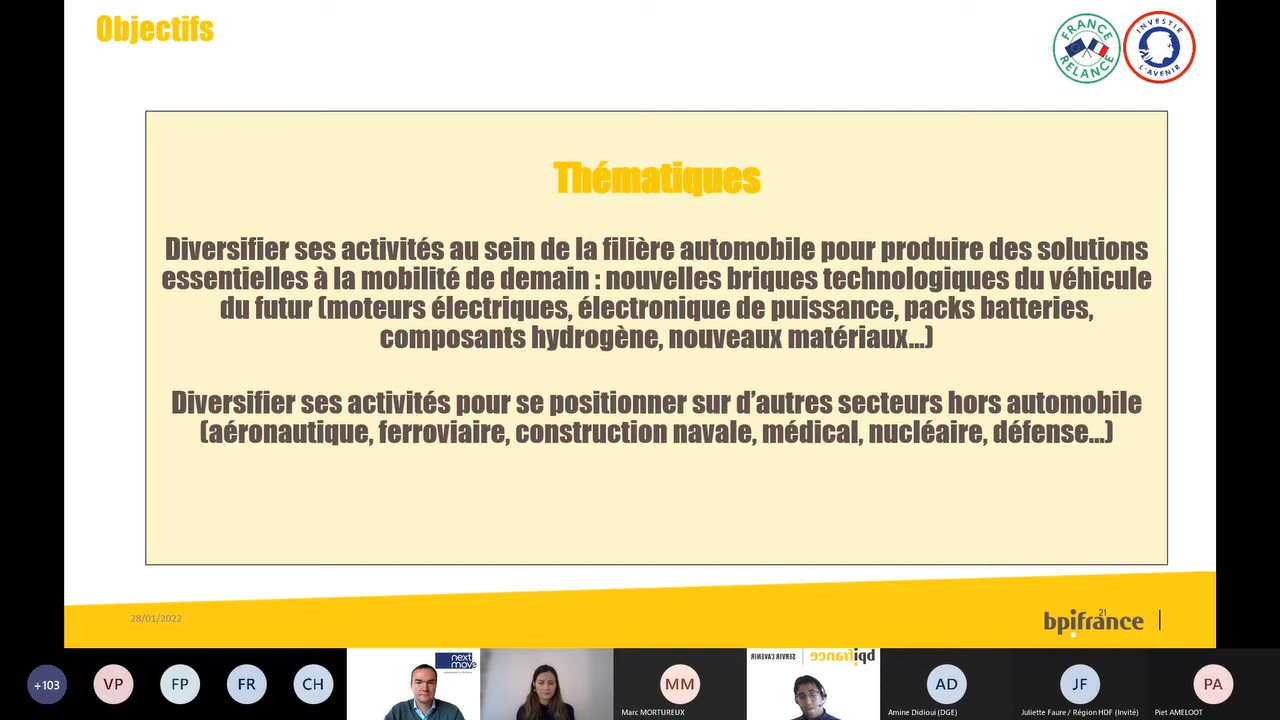 Objectifs
FRANCE
RELANCE
INVESTIR
L'AVENIR
Thématiques
Diversifier ses activités au sein de la filière automobile pour produire des solutions
essentielles à la mobilité de demain : nouvelles briques technologiques du véhicule
du futur (moteurs électriques, électronique de puissance, packs batteries,
composants hydrogène, nouveaux matériaux...)
Diversifier ses activités pour se positionner sur d’autres secteurs hors automobile
(aéronautique, ferroviaire, construction navale, médical, nucléaire, défense...)
28/01/2022
21
bpifrance
+103
VP
FP
FR
CH
next
move
MM
Marc MORTUREUX
SERVIR L'AVENIR
bpifrance
AD
Amine Didioui (DGE)
JF
Juliette Faure / Région HDF (Invité)
PA
Piet AMELOOT